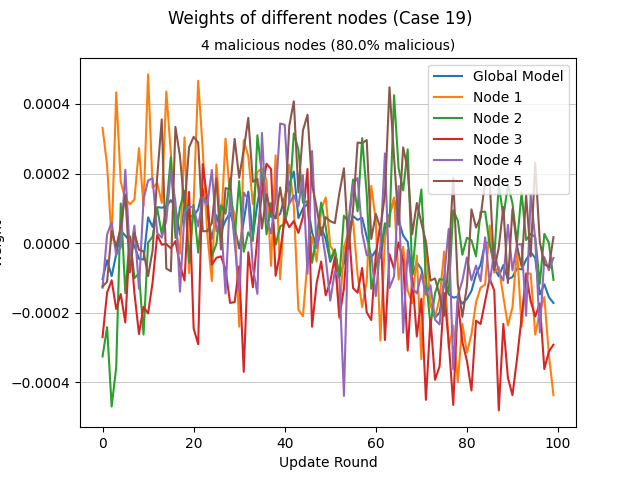 Weights of different nodes (Case 19)
4 malicious nodes (80.0% malicious)
0.0004
0.0002
0.0000
−0.0002
−0.0004
0
20
40
60
80
100
Update Round
Global Model
Node 1
Node 2
Node 3
Node 4
Node 5